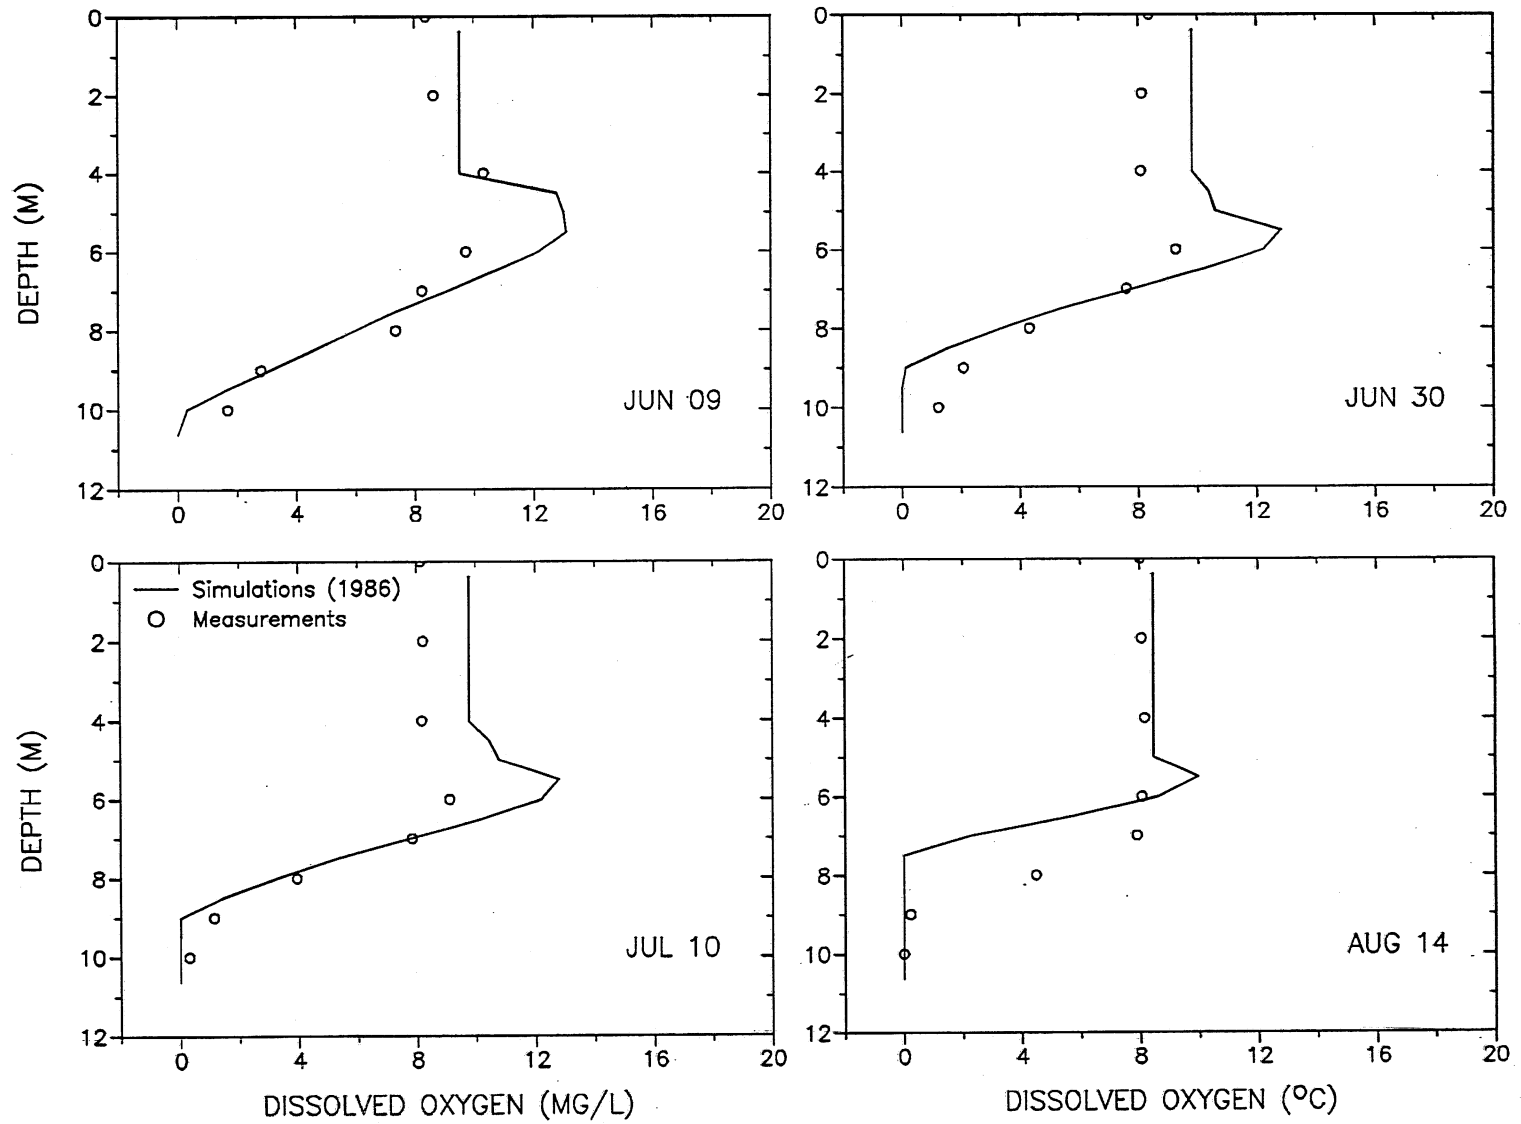 0
2
4
6
8
10
12
DEPTH (M)
JUN 09
0 4 8 12 16 20
0
2
4
6
8
10
12
JUN 30
0 4 8 12 16 20
0
2
4
6
8
10
12
DEPTH (M)
Simulations (1986)
Measurements
JUL 10
0 4 8 12 16 20
DISSOLVED OXYGEN (MG/L)
0
2
4
6
8
10
12
AUG 14
0 4 8 12 16 20
DISSOLVED OXYGEN (°C)